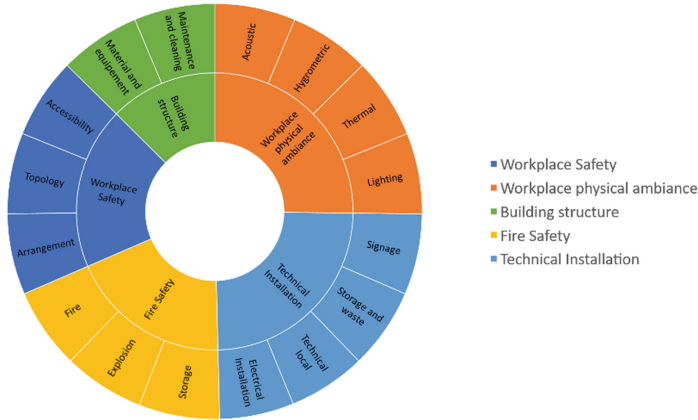 Acoustic
Hygrometric
Thermal
Lighting
Signage
Storage and
waste
Technical
local
Electrical
Installation
Storage
Explosion
Fire
Arrangement
Topology
Accessibility
Material and
equipement
Maintenance
and cleaning
Workplace
physical
ambiance
Technical
Installation
Fire Safety
Workplace
Safety
Building
structure
Workplace Safety
Workplace physical ambiance
Building structure
Fire Safety
Technical Installation